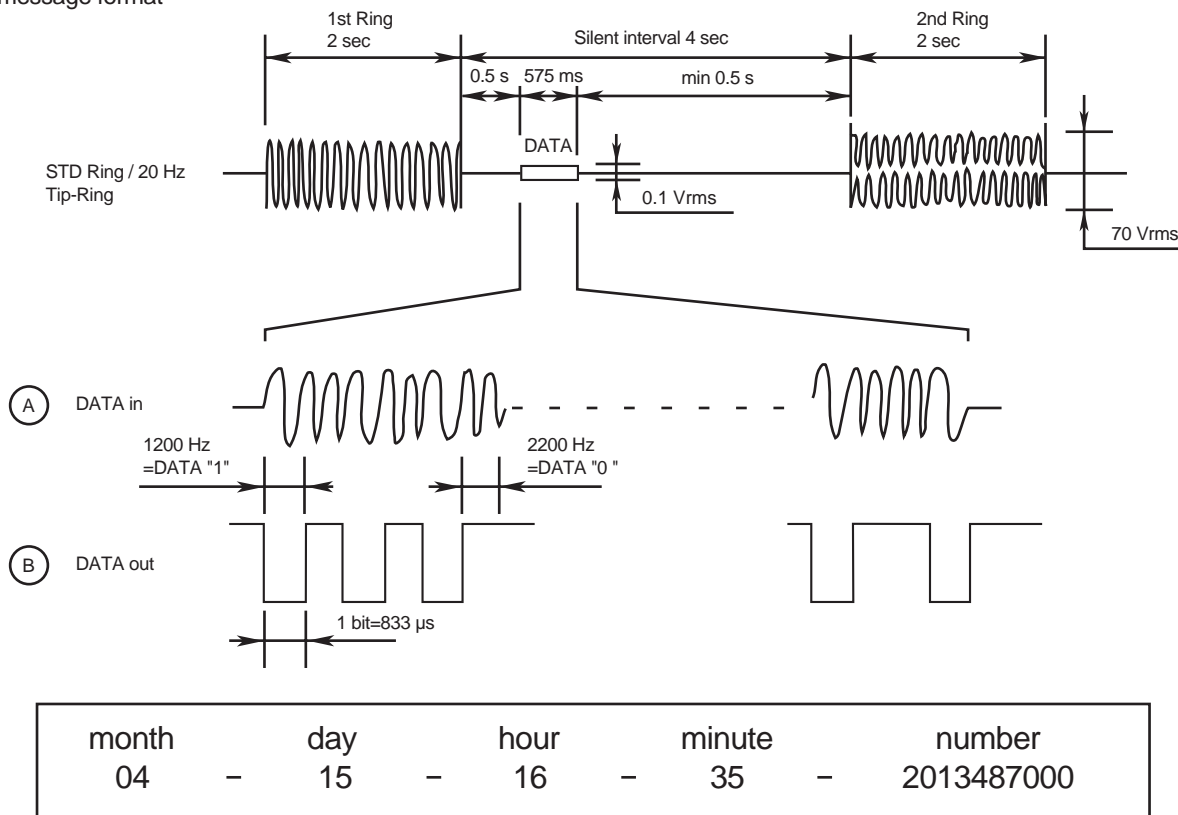 message format
1st Ring
2 sec
Silent interval 4 sec
2nd Ring
2 sec
0.5 s
575 ms
min 0.5 s
DATA
STD Ring / 20 Hz
Tip-Ring
0.1 Vrms
70 Vrms
A
DATA in
1200 Hz
=DATA "1"
2200 Hz
=DATA "0 "
B
DATA out
1 bit=833 µs
month day hour minute number
04 – 15 – 16 – 35 – 2013487000